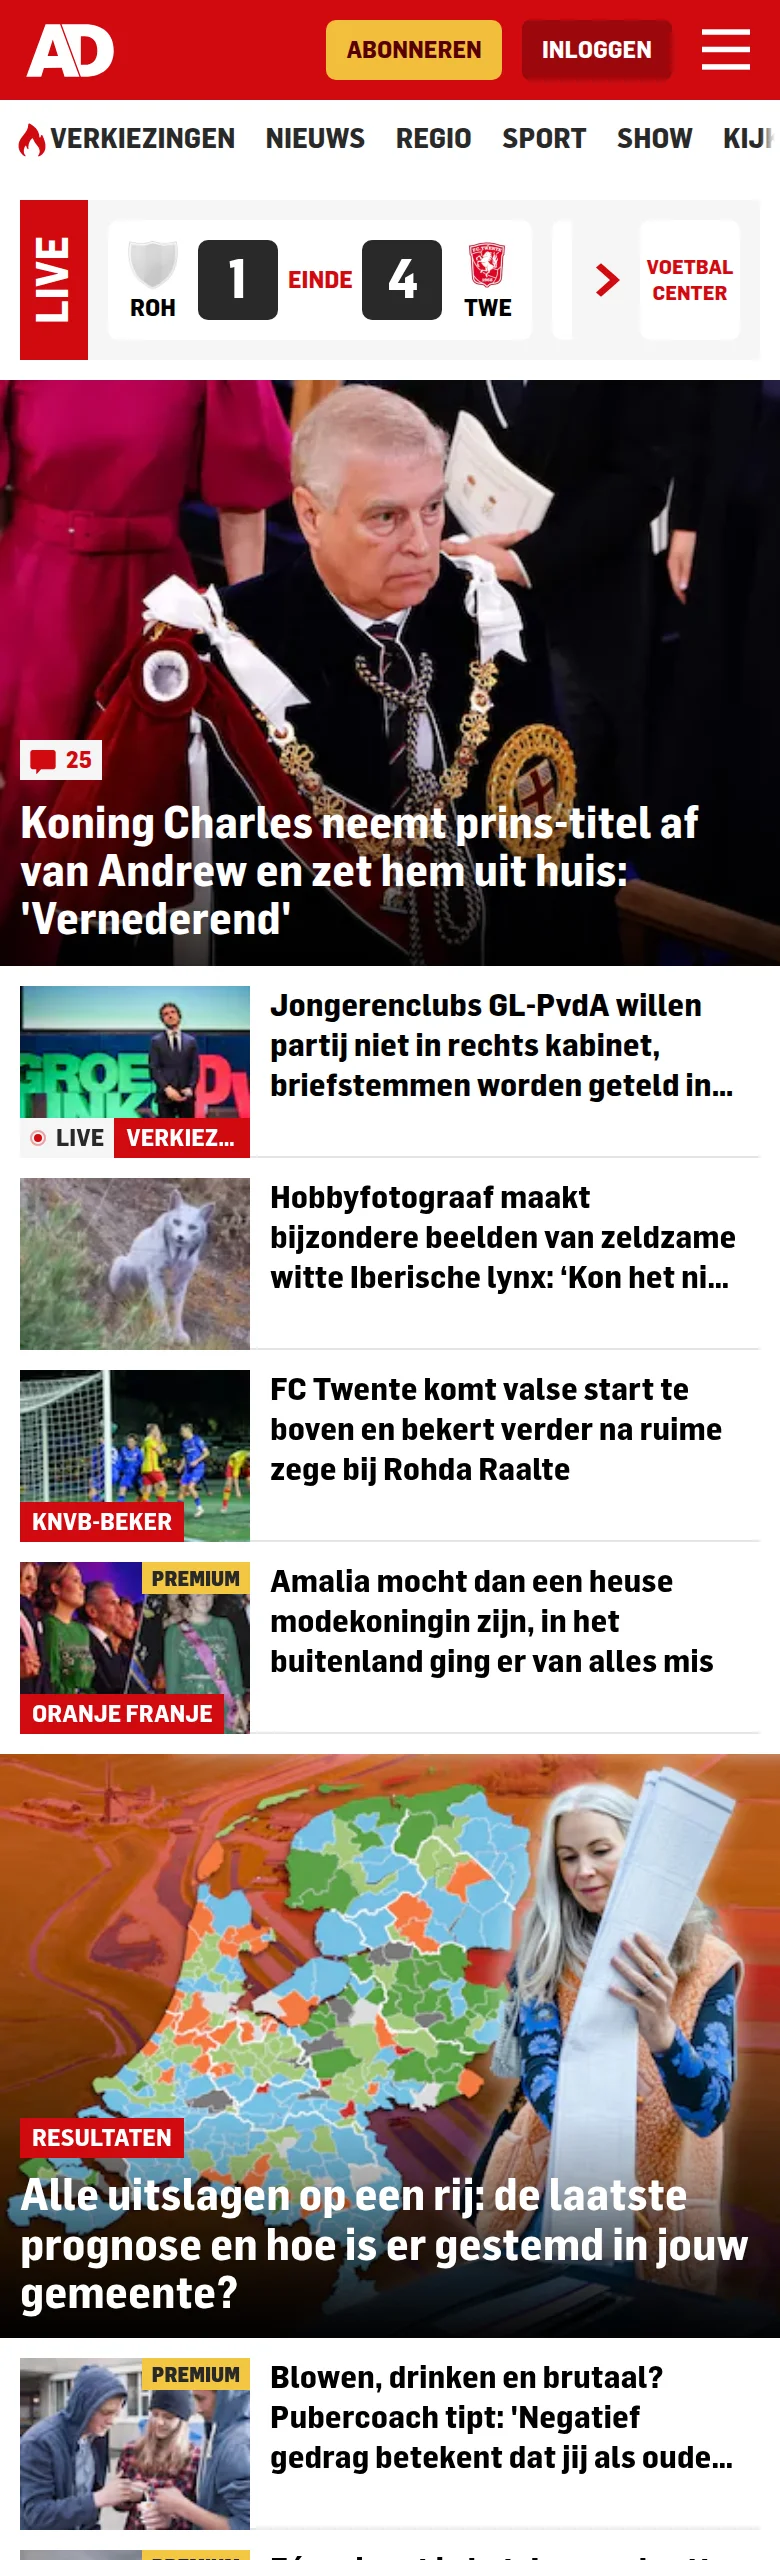 AD
ABONNEREN
INLOGGEN
VERKIEZINGEN NIEUWS REGIO SPORT SHOW
LIVE
1 EINDE 4
ROH TWE
VOETBAL
CENTER
25
Koning Charles neemt prins-titel af
van Andrew en zet hem uit huis:
'Vernederend'
LIVE VERKIEZ...
Jongerenclubs GL-PvdA willen
partij niet in rechts kabinet,
briefstemmen worden geteld in...
Hobbyfotograaf maakt
bijzondere beelden van zeldzame
witte Iberische lynx: ‘Kon het ni...
KNVB-BEKER
FC Twente komt valse start te
boven en bekert verder na ruime
zege bij Rohda Raalte
PREMIUM
ORANJE FRANJE
Amalia mocht dan een heuse
modekoningin zijn, in het
buitenland ging er van alles mis
RESULTATEN
Alle uitslagen op een rij: de laatste
prognose en hoe is er gestemd in jouw
gemeente?
PREMIUM
Blowen, drinken en brutaal?
Pubercoach tipt: 'Negatief
gedrag betekent dat jij als oude...